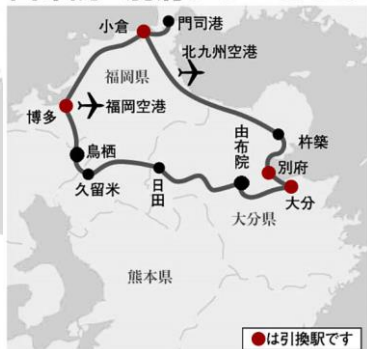 小倉
門司港
北九州空港
福岡県
博多
福岡空港
鳥栖
久留米
日田
由布院
杵築
別府
大分
大分県
熊本県
●は引換駅です